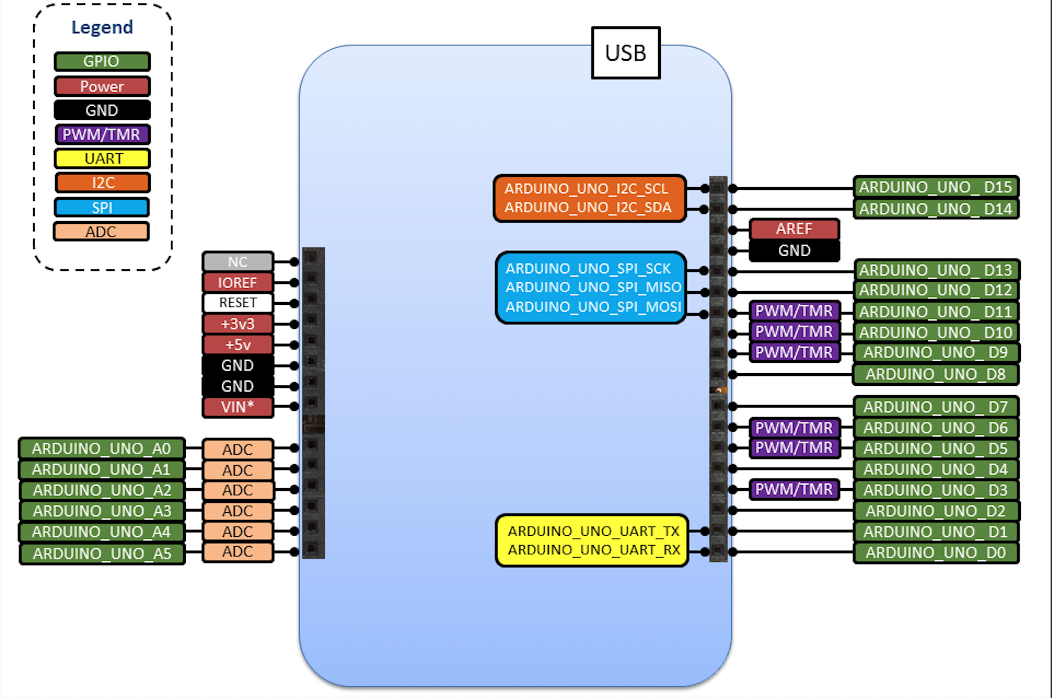 Legend
GPIO
Power
GND
PWM/TMR
UART
I2C
SPI
ADC
USB
NC
IOREF
RESET
+3v3
+5v
GND
GND
VIN*
ARDUINO_UNO_A0 ADC
ARDUINO_UNO_A1 ADC
ARDUINO_UNO_A2 ADC
ARDUINO_UNO_A3 ADC
ARDUINO_UNO_A4 ADC
ARDUINO_UNO_A5 ADC
ARDUINO_UNO_I2C_SCL ARDUINO_UNO_ D15
ARDUINO_UNO_I2C_SDA ARDUINO_UNO_ D14
AREF
GND
ARDUINO_UNO_SPI_SCK ARDUINO_UNO_ D13
ARDUINO_UNO_SPI_MISO ARDUINO_UNO_ D12
ARDUINO_UNO_SPI_MOSI PWM/TMR ARDUINO_UNO_ D11
PWM/TMR ARDUINO_UNO_ D10
PWM/TMR ARDUINO_UNO_ D9
ARDUINO_UNO_ D8
ARDUINO_UNO_ D7
PWM/TMR ARDUINO_UNO_ D6
PWM/TMR ARDUINO_UNO_ D5
ARDUINO_UNO_ D4
PWM/TMR ARDUINO_UNO_ D3
ARDUINO_UNO_ D2
ARDUINO_UNO_UART_TX ARDUINO_UNO_ D1
ARDUINO_UNO_UART_RX ARDUINO_UNO_ D0